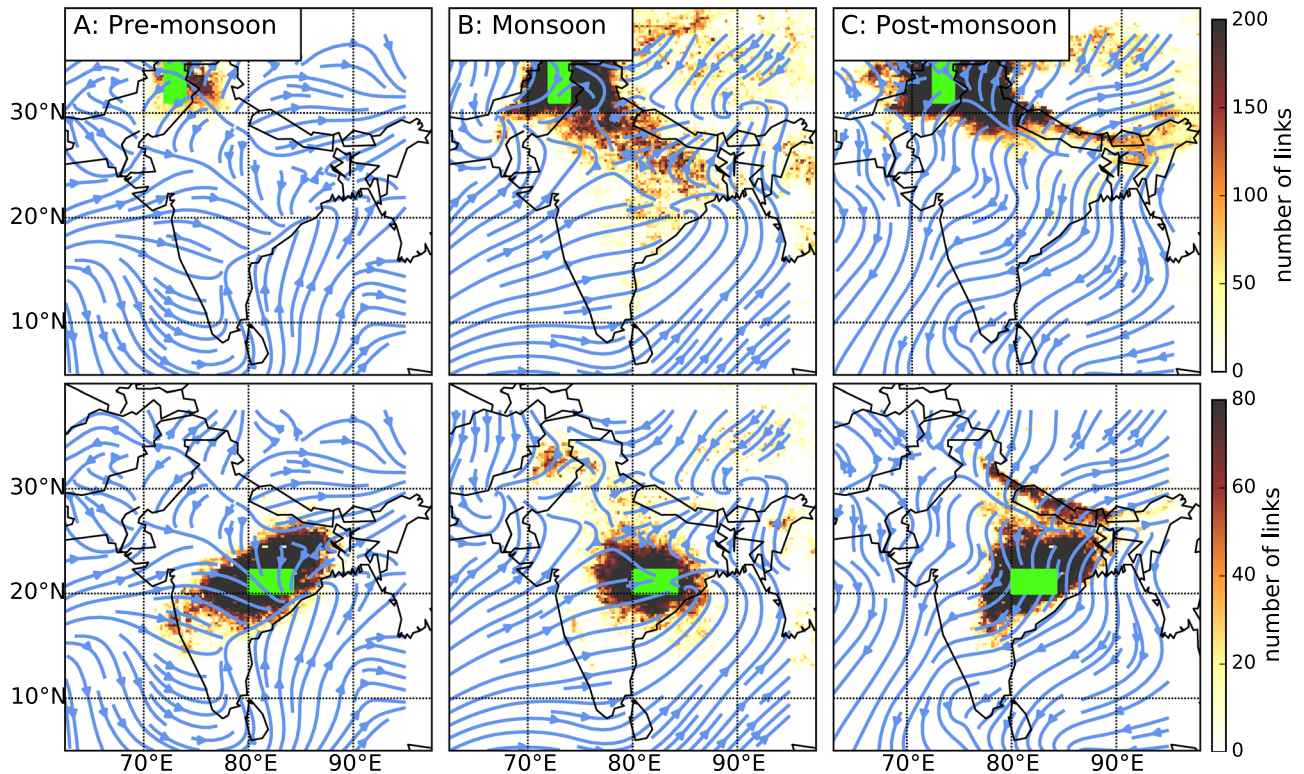 A: Pre-monsoon
B: Monsoon
C: Post-monsoon
30°N
20°N
10°N
200
150
100
50
0
number of links
30°N
20°N
10°N
70°E
80°E
90°E
70°E
80°E
90°E
70°E
80°E
90°E
80
60
40
20
0
number of links